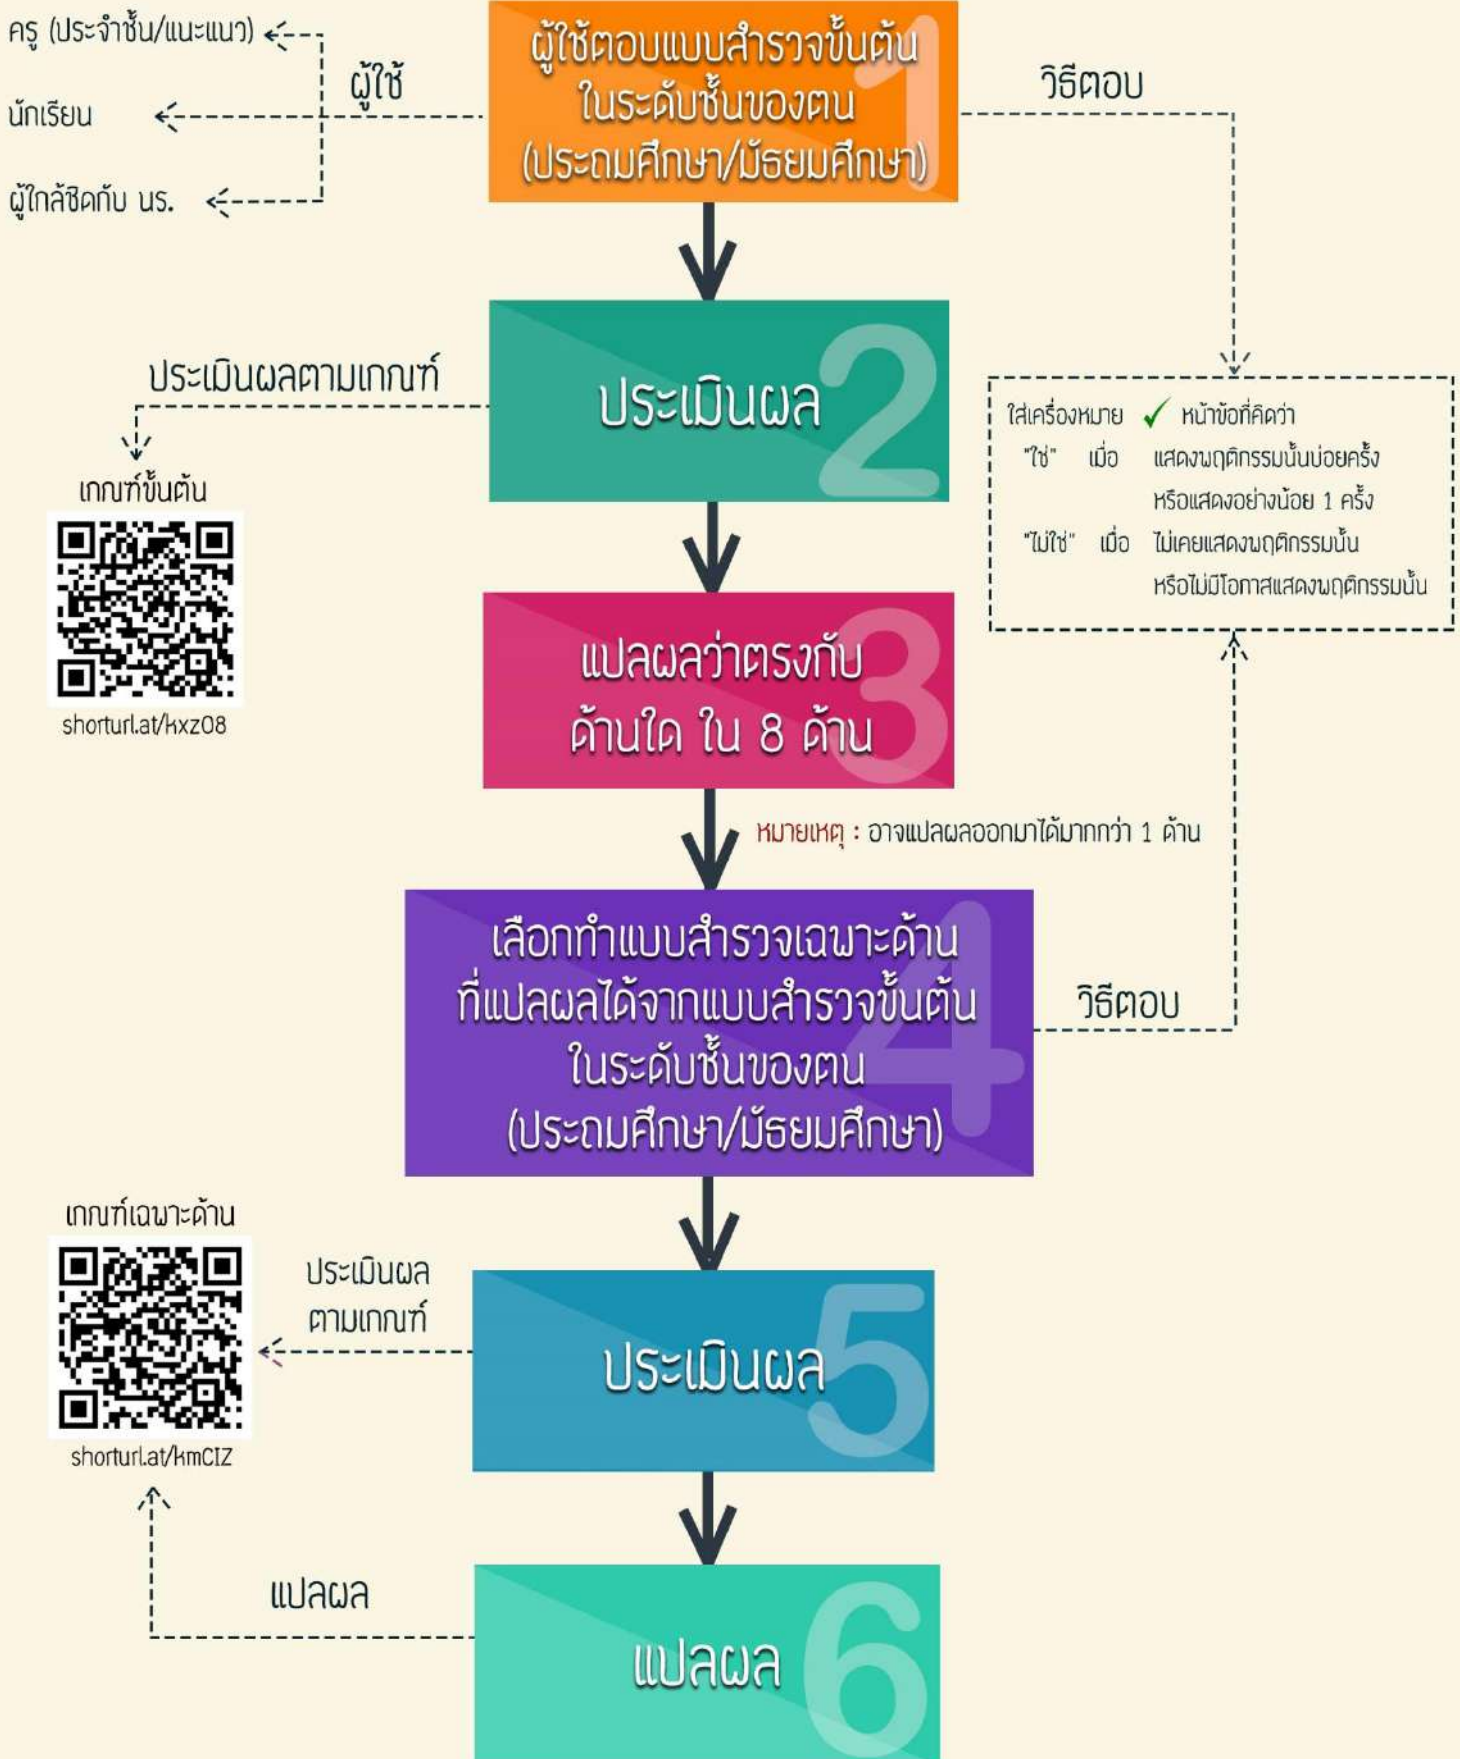 ครู (ประจำชั้น/แนะแนว)
นักเรียน
ผู้ใกล้ชิดกับ นร.
ผู้ใช้
1
ผู้ใช้ตอบแบบสำรวจขั้นต้น
ในระดับชั้นของตน
(ประถมศึกษา/มัธยมศึกษา)
วิธีตอบ
ใส่เครื่องหมาย ✓ หน้าข้อที่คิดว่า
"ใช่" เมื่อ แสดงพฤติกรรมนั้นบ่อยครั้ง
หรือแสดงอย่างน้อย 1 ครั้ง
"ไม่ใช่" เมื่อ ไม่เคยแสดงพฤติกรรมนั้น
หรือไม่มีโอกาสแสดงพฤติกรรมนั้น
2
ประเมินผล
ประเมินผลตามเกณฑ์
เกณฑ์ขั้นต้น
shorturl.at/kxzO8
3
แปลผลว่าตรงกับ
ด้านใด ใน 8 ด้าน
หมายเหตุ : อาจแปลผลออกมาได้มากกว่า 1 ด้าน
4
เลือกทำแบบสำรวจเฉพาะด้าน
ที่แปลผลได้จากแบบสำรวจขั้นต้น
ในระดับชั้นของตน
(ประถมศึกษา/มัธยมศึกษา)
วิธีตอบ
5
ประเมินผล
ประเมินผล
ตามเกณฑ์
เกณฑ์เฉพาะด้าน
shorturl.at/kmCIZ
6
แปลผล
แปลผล